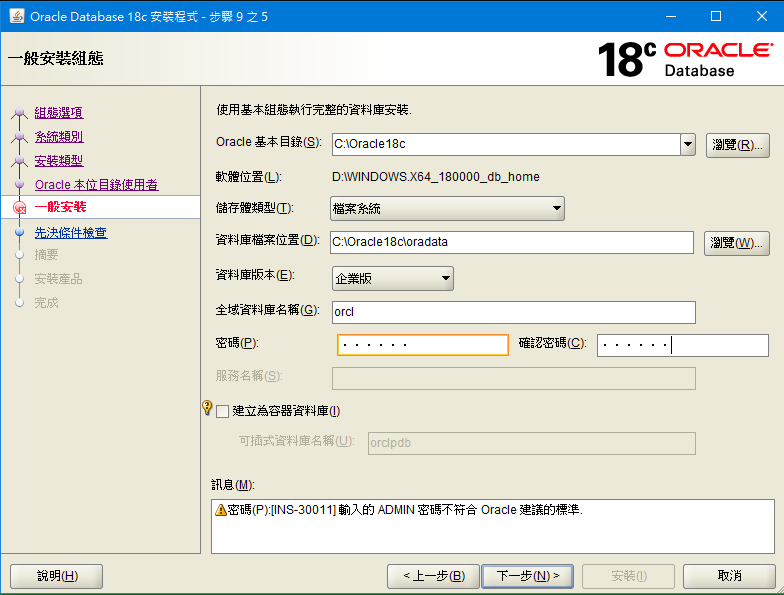 Oracle Database 18c 安裝程式 - 步驟 9 之 5
一般安裝組態
18c ORACLE
Database
組態選項
系統類別
安裝類型
Oracle 本位目錄使用者
一般安裝
先決條件檢查
摘要
安裝產品
完成
使用基本組態執行完整的資料庫安裝.
Oracle 基本目錄(S): C:\Oracle18c 瀏覽(R)...
軟體位置(L): D:\WINDOWS.X64_180000_db_home
儲存體類型(T): 檔案系統
資料庫檔案位置(D): C:\Oracle18c\oradata 瀏覽(W)...
資料庫版本(E): 企業版
全域資料庫名稱(G): orcl
密碼(P): ...... 確認密碼(C): ......
服務名稱(S):
建立為容器資料庫(I)
可插式資料庫名稱(U): orclpdb
訊息(M):
密碼(P):[INS-30011] 輸入的 ADMIN 密碼不符合 Oracle 建議的標準.
說明(H) < 上一步(B) 下一步(N) > 安裝(I) 取消